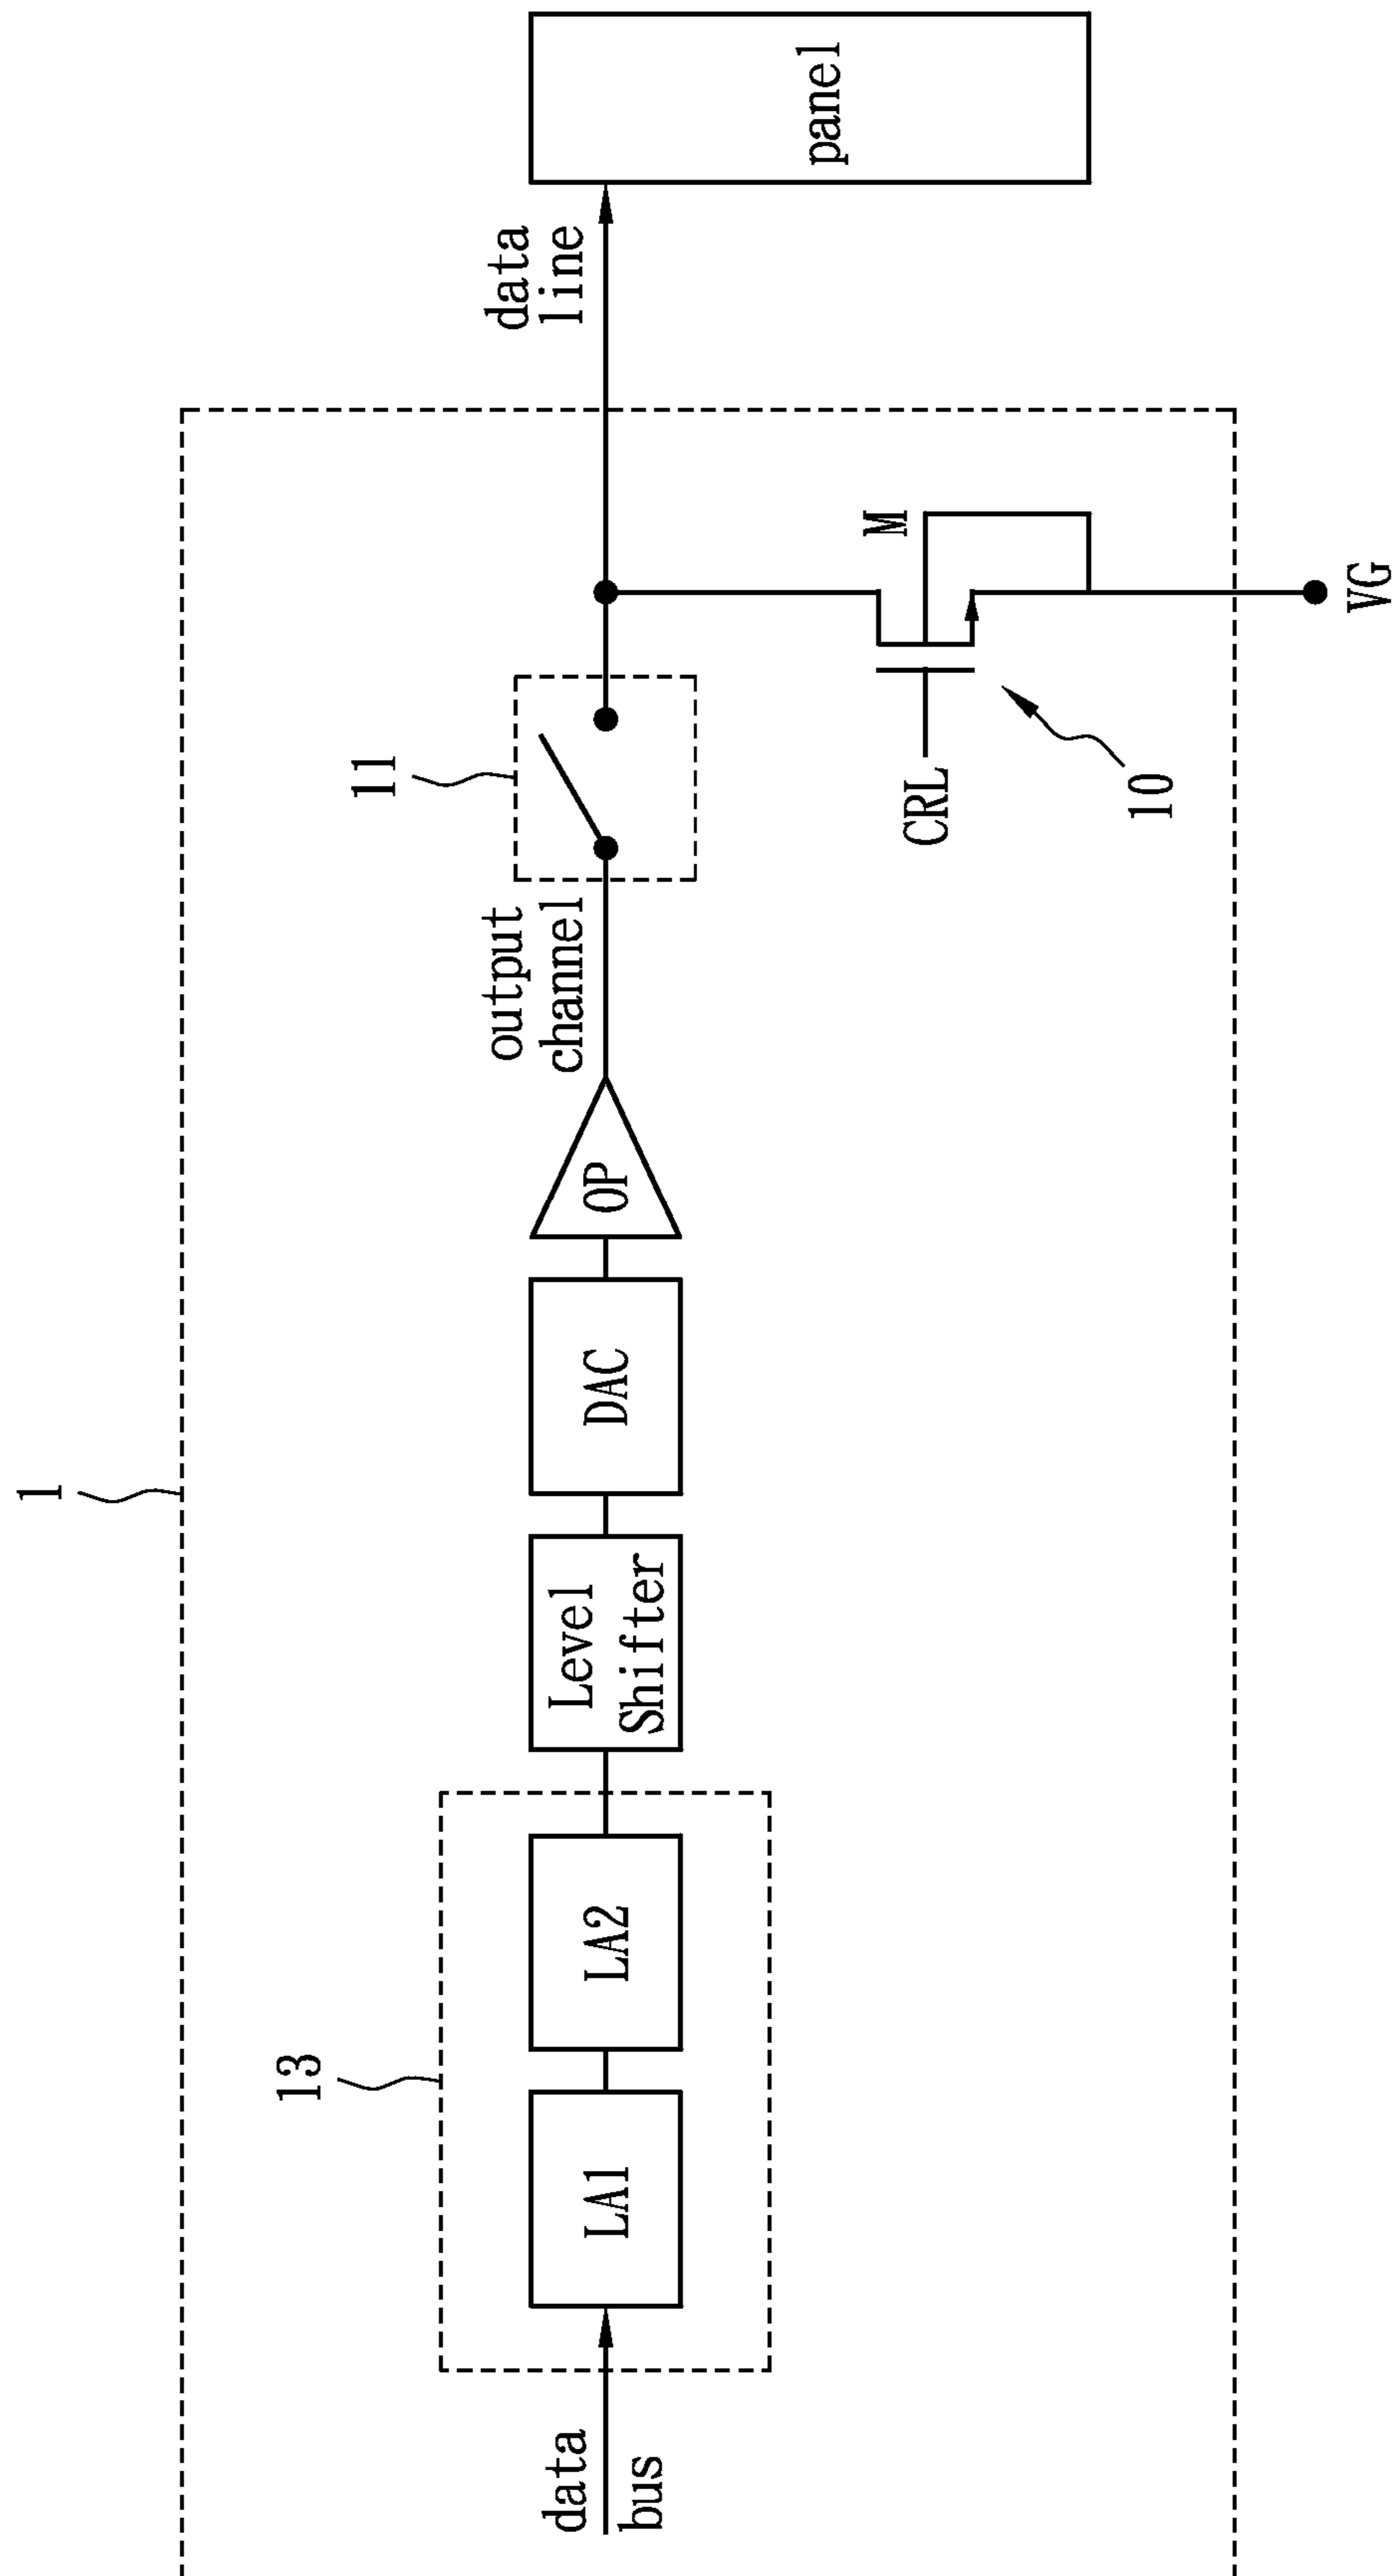 1
13
data
bus
LA1
LA2
Level
Shifter
DAC
OP
output
channel
11
CRL
10
M
VG
data
line
panel